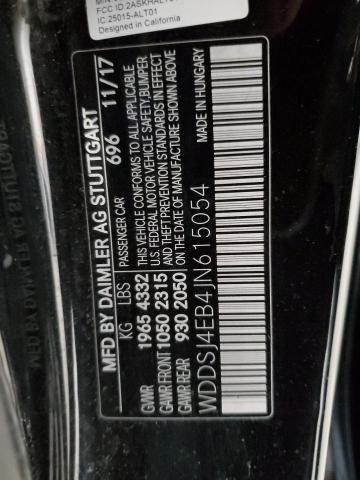 FCC ID:2ASKHAL
IC:25015-ALT01
Designed in California
MFD BY DAIMLER AG STUTTGART
696 11/17
KG LBS PASSENGER CAR
GVWR 1965 4332 THIS VEHICLE CONFORMS TO ALL APPLICABLE
U.S. FEDERAL MOTOR VEHICLE SAFETY,BUMPER
GAWR FRONT 1050 2315 AND THEFT PREVENTION STANDARDS IN EFFECT
GAWR REAR 930 2050 ON THE DATE OF MANUFACTURE SHOWN ABOVE
WDDSJ4EB4JN615054 MADE IN HUNGARY